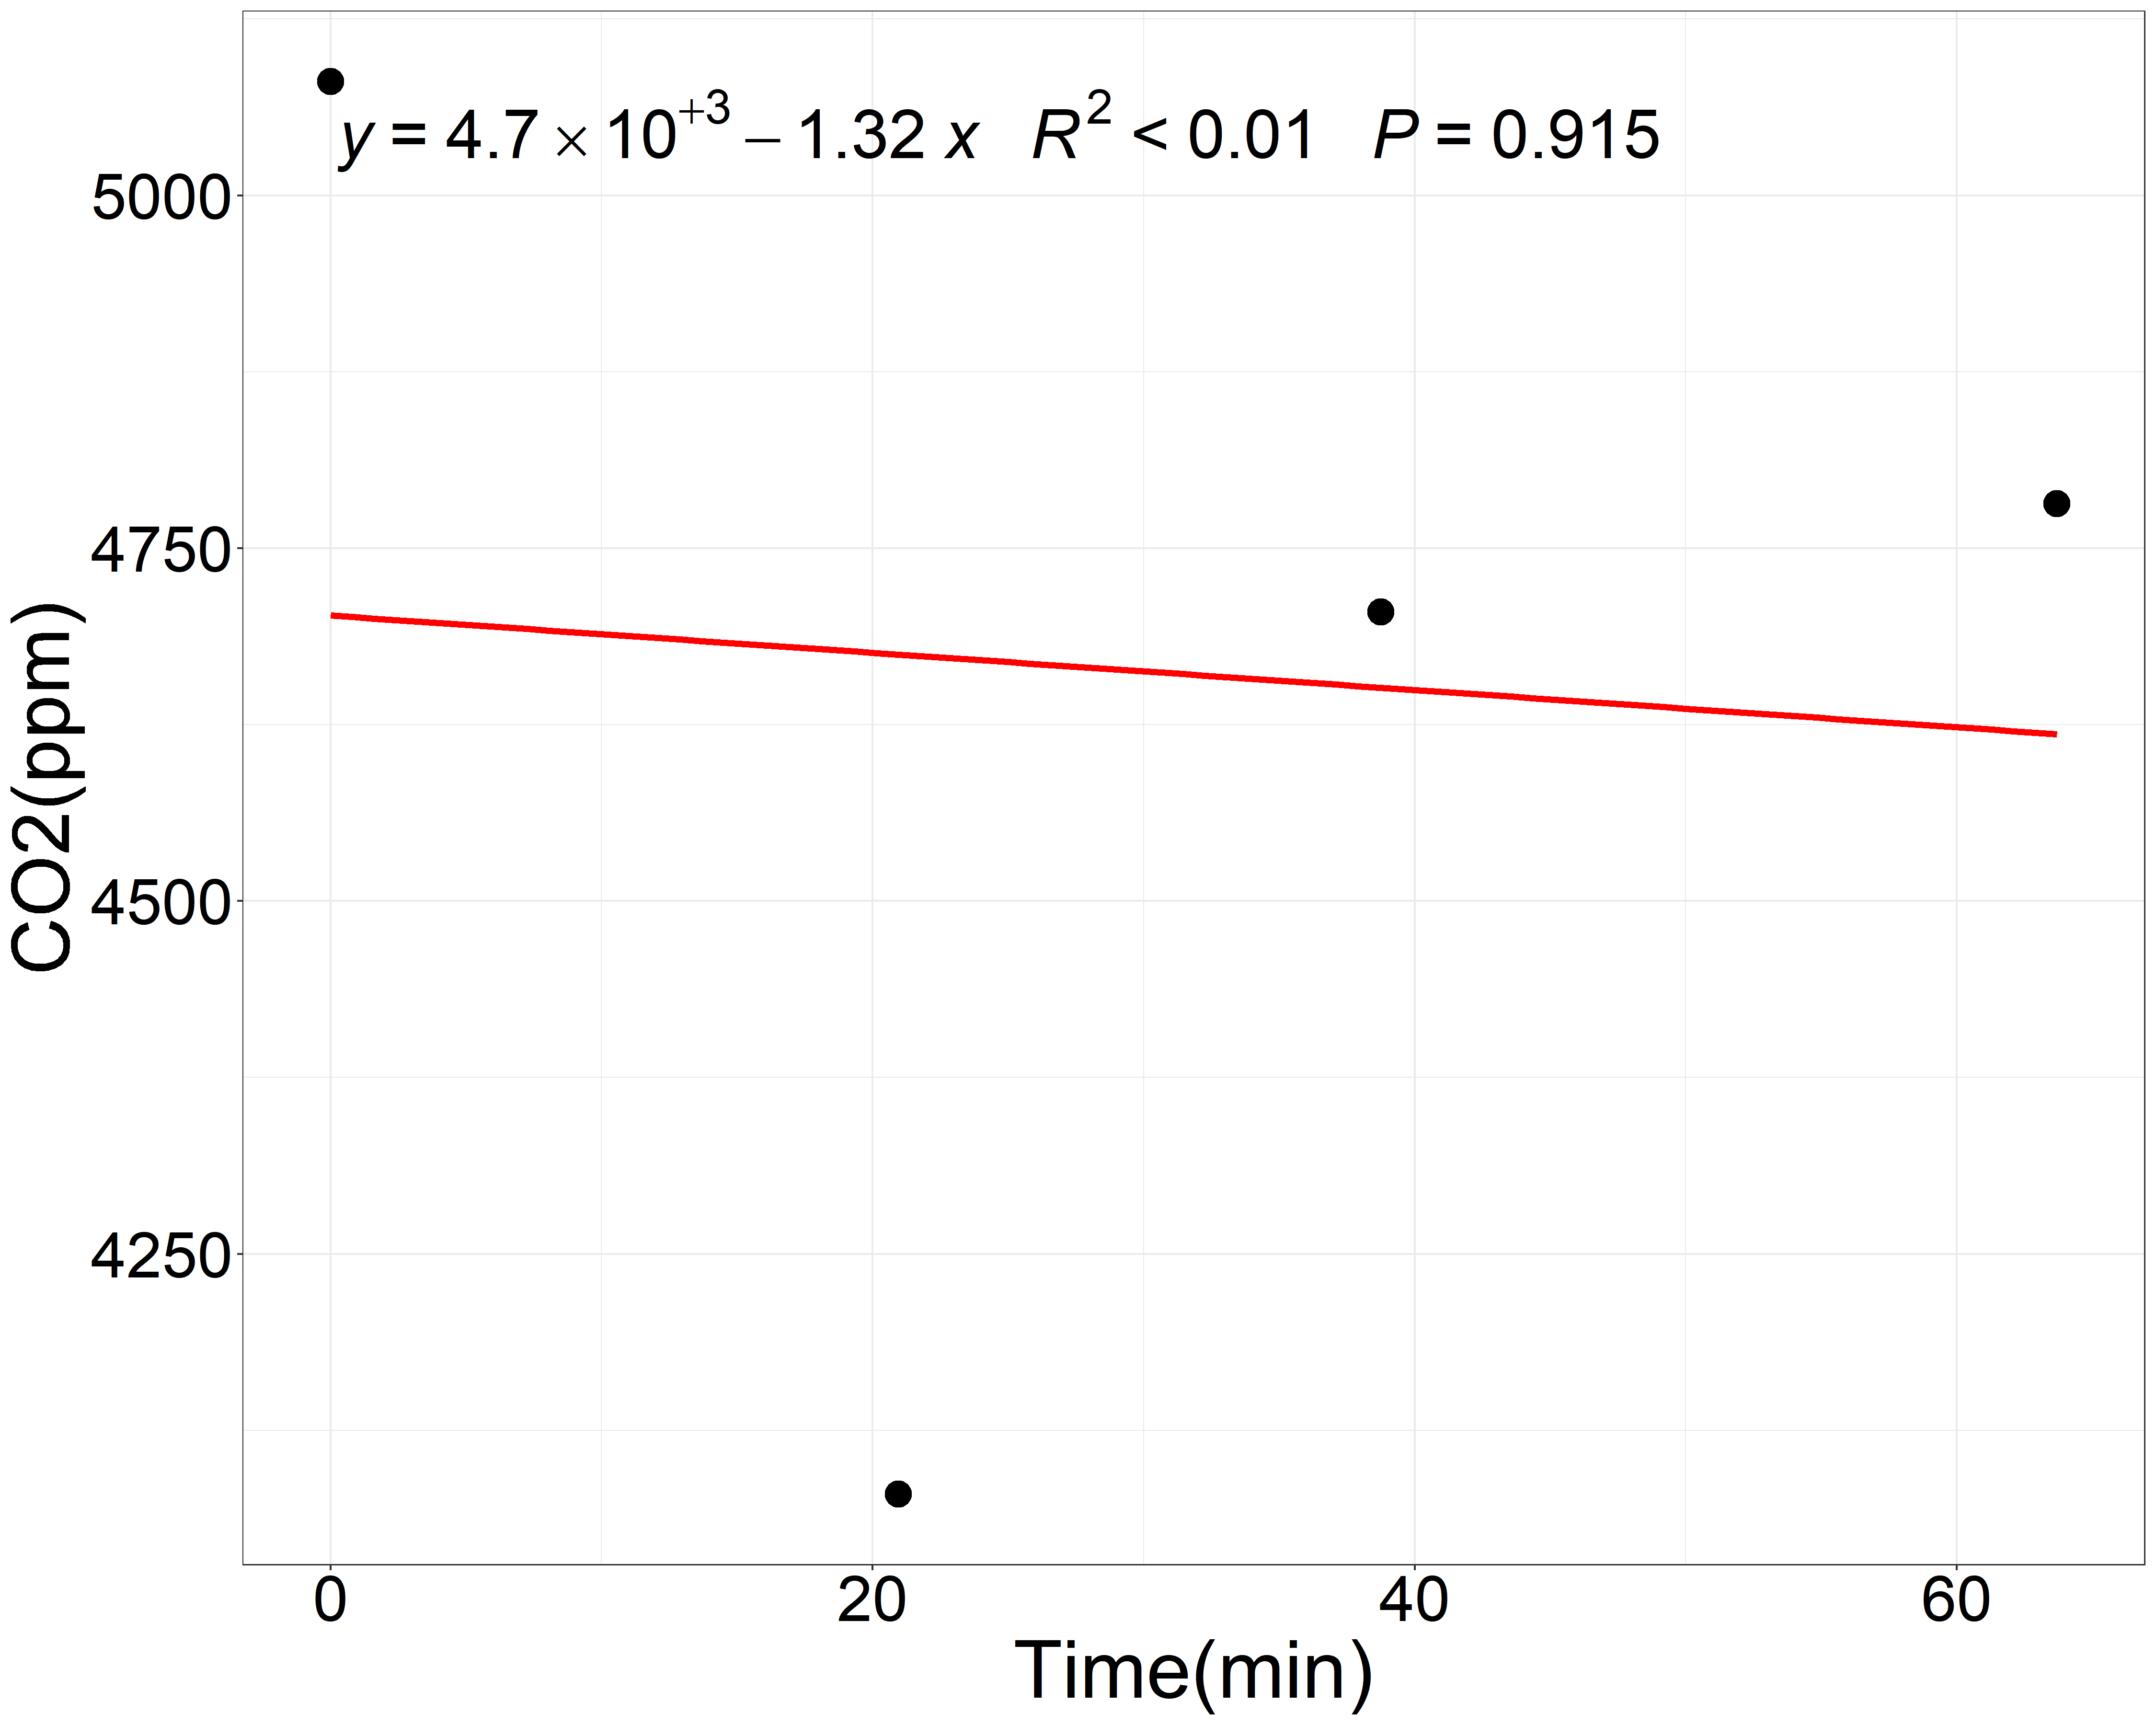 y = 4.7 × 10⁺³ − 1.32 x R² < 0.01 P = 0.915
5000
4750
4500
4250
CO2(ppm)
0 20 40 60
Time(min)